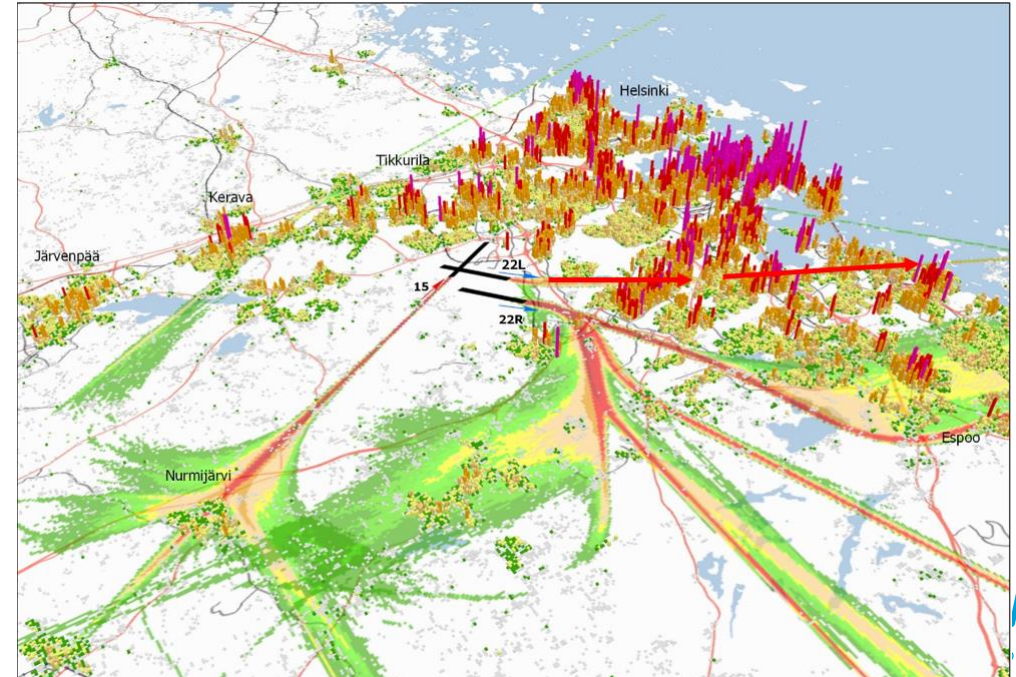 Helsinki
Tikkurila
Kerava
Järvenpää
22L
15
22R
Espoo
Nurmijärvi